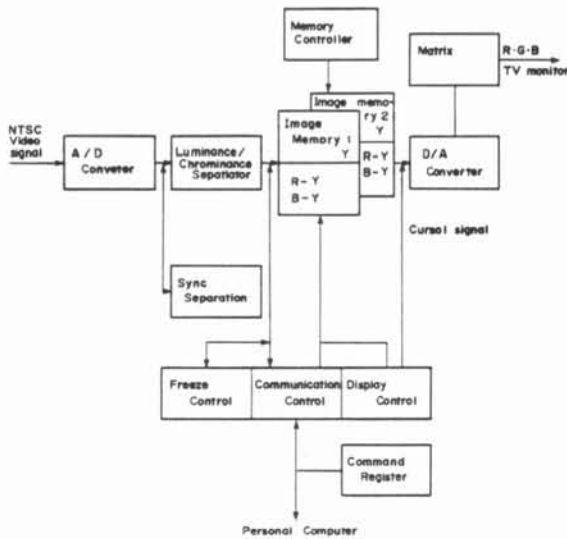 Memory
Controller
Matrix
R·G·B
TV monitor
NTSC
Video
signal
A / D
Conveter
Luminance/
Chrominance
Sepatiator
Image memo-
ry 2
Y
R-Y
B-Y
Image
Memory 1
Y
R-Y
B-Y
D/A
Converter
Cursol signal
Sync
Separation
Freeze
Control
Communication
Control
Display
Control
Command
Register
Personal Computer